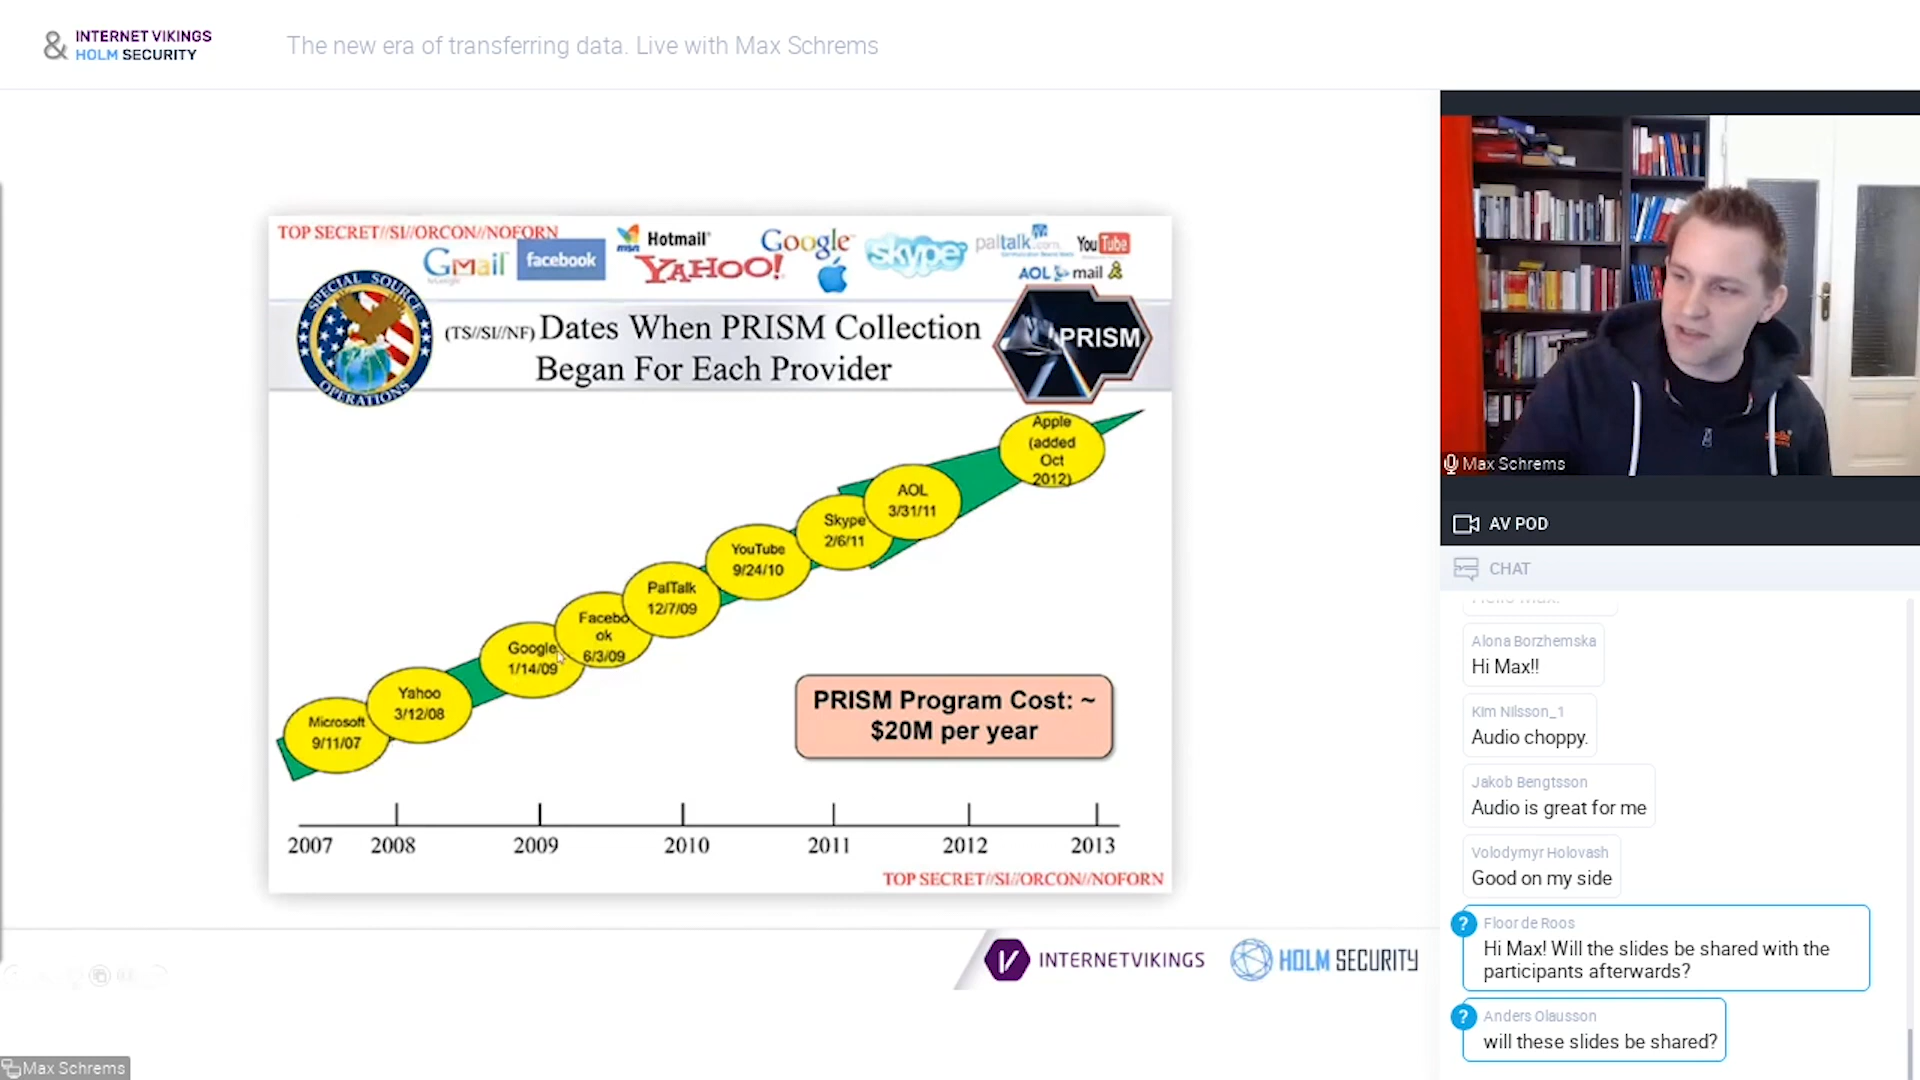 INTERNET VIKINGS
& HOLM SECURITY
The new era of transferring data. Live with Max Schrems
TOP SECRET//SI//ORCON//NOFORN
Gmail
facebook
msn Hotmail
YAHOO!
Google
skype
paltalk.com
YouTube
AOL mail
SPECIAL SOURCE OPERATIONS
(TS//SI//NF) Dates When PRISM Collection
Began For Each Provider
PRISM
Microsoft
9/11/07
Yahoo
3/12/08
Google
1/14/09
Facebo
ok
6/3/09
PalTalk
12/7/09
YouTube
9/24/10
Skype
2/6/11
AOL
3/31/11
Apple
(added
Oct
2012)
PRISM Program Cost: ~
$20M per year
2007 2008 2009 2010 2011 2012 2013
TOP SECRET//SI//ORCON//NOFORN
INTERNETVIKINGS
HOLM SECURITY
Max Schrems
Max Schrems
AV POD
CHAT
Alona Borzhemska
Hi Max!!
Kim Nilsson_1
Audio choppy.
Jakob Bengtsson
Audio is great for me
Volodymyr Holovash
Good on my side
?
Floor de Roos
Hi Max! Will the slides be shared with the
participants afterwards?
?
Anders Olausson
will these slides be shared?